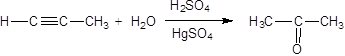 H—C≡C—CH₃ + H₂O H₂SO₄ / HgSO₄ → H₃C CH₃
O